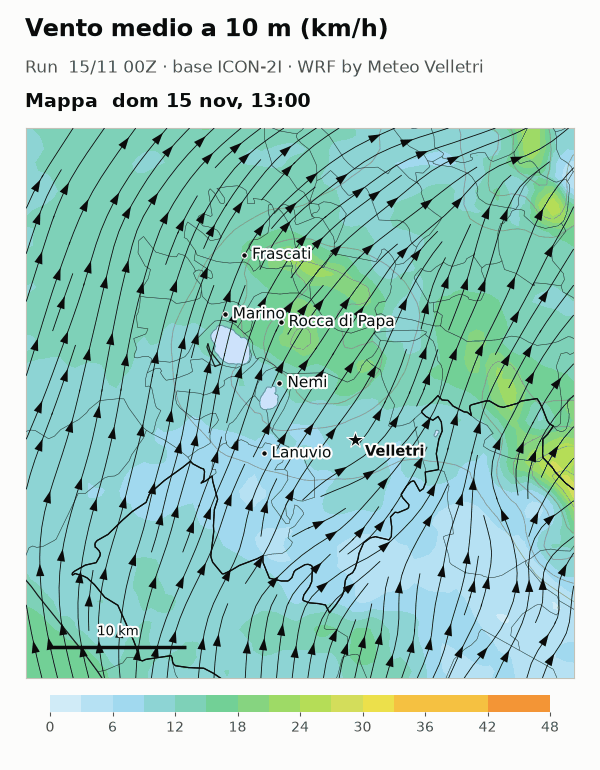 Vento medio a 10 m (km/h)
Run  15/11 00Z · base ICON-2I · WRF by Meteo Velletri
Mappa  dom 15 nov, 13:00
Frascati
Marino
Rocca di Papa
Nemi
Velletri
Lanuvio
10 km
0 6 12 18 24 30 36 42 48